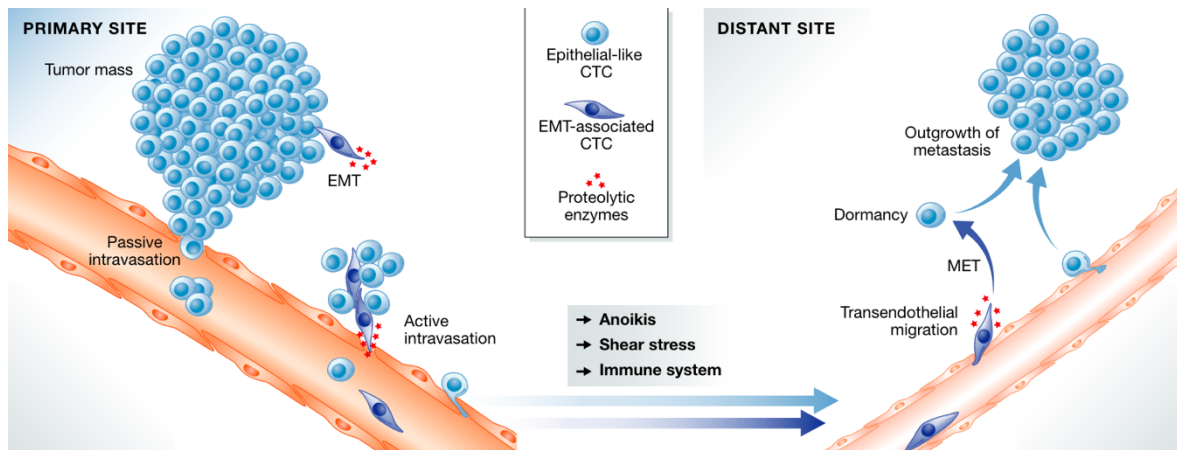 PRIMARY SITE
Tumor mass
EMT
Passive
intravasation
Active
intravasation
Epithelial-like
CTC
EMT-associated
CTC
Proteolytic
enzymes
→ Anoikis
→ Shear stress
→ Immune system
DISTANT SITE
Outgrowth of
metastasis
Dormancy
MET
Transendothelial
migration